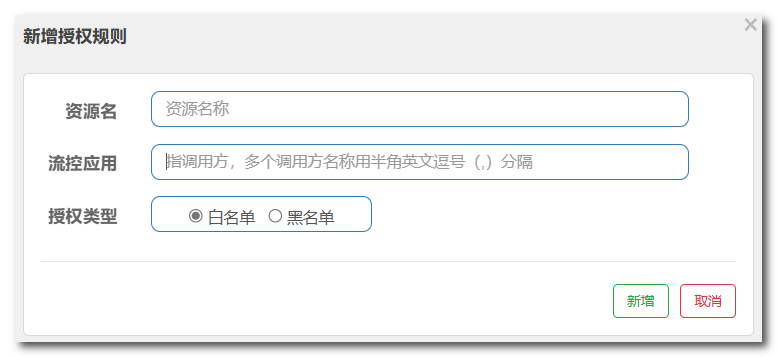 新增授权规则
×
资源名 资源名称
流控应用 指调用方，多个调用方名称用半角英文逗号（,）分隔
授权类型 白名单 黑名单
新增 取消